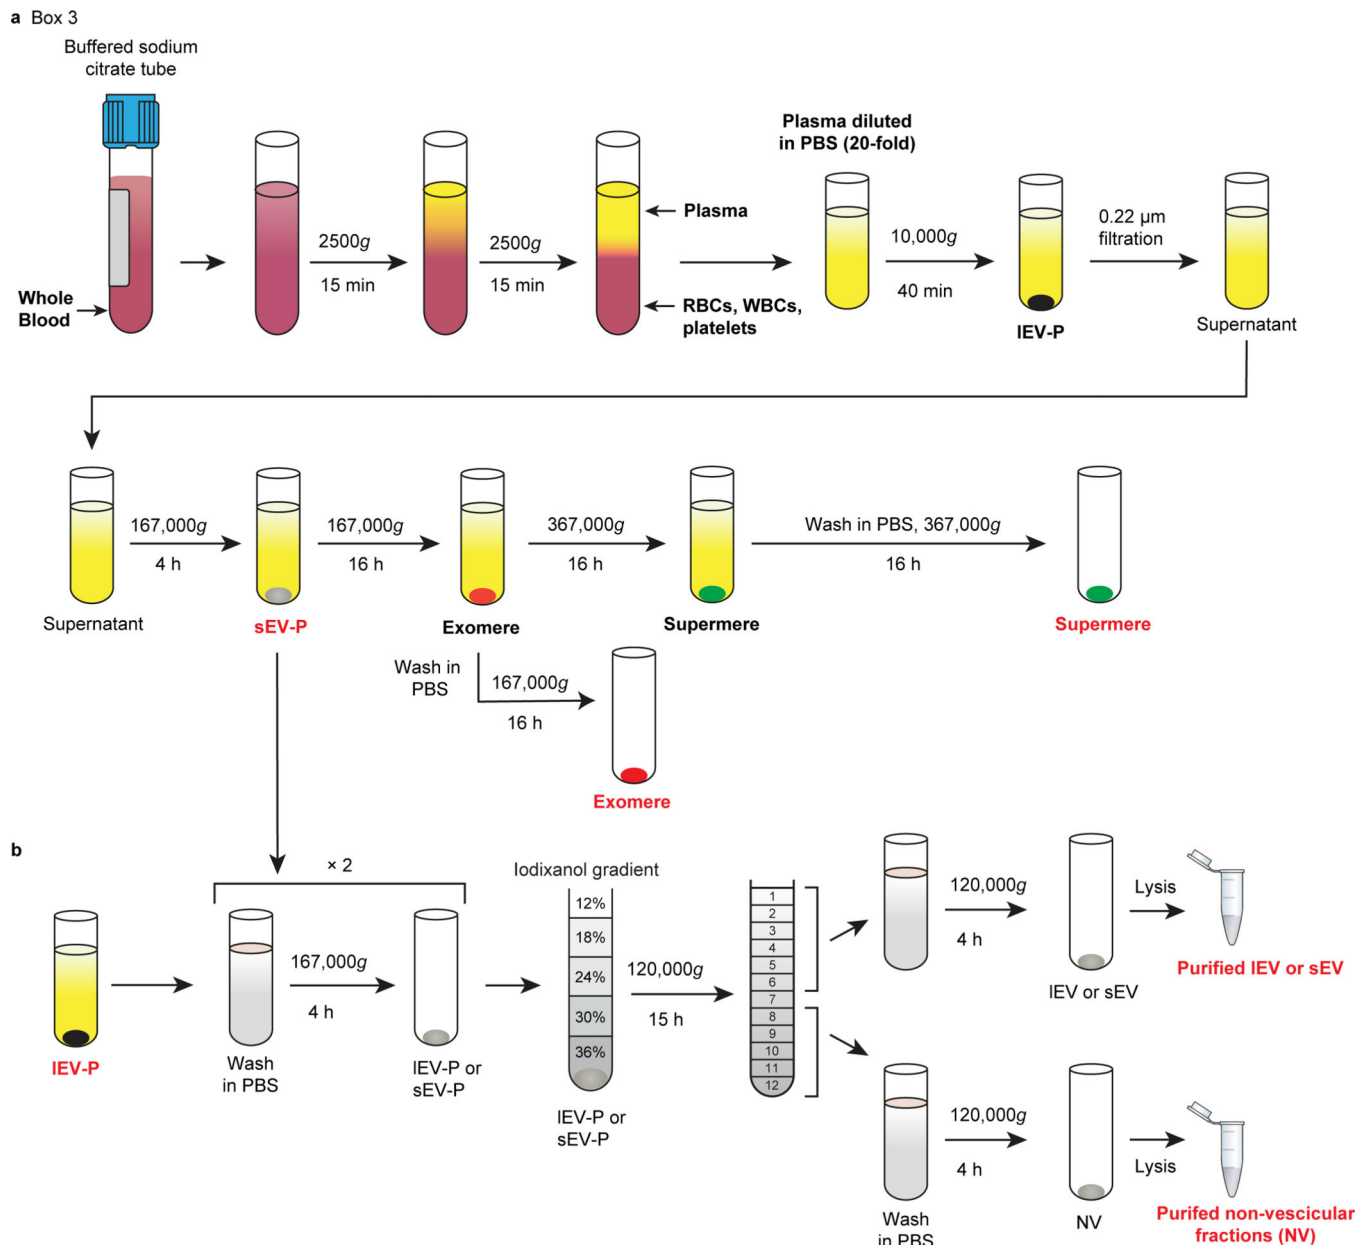 a Box 3
Buffered sodium
citrate tube
Whole
Blood
2500g
15 min
2500g
15 min
Plasma
RBCs, WBCs,
platelets
Plasma diluted
in PBS (20-fold)
10,000g
40 min
lEV-P
0.22 µm
filtration
Supernatant
Supernatant
167,000g
4 h
sEV-P
167,000g
16 h
Exomere
367,000g
16 h
Supermere
Wash in PBS, 367,000g
16 h
Supermere
Wash in
PBS
167,000g
16 h
Exomere
b
lEV-P
× 2
Wash
in PBS
167,000g
4 h
lEV-P or
sEV-P
Iodixanol gradient
12%
18%
24%
30%
36%
lEV-P or
sEV-P
120,000g
15 h
1
2
3
4
5
6
7
8
9
10
11
12
120,000g
4 h
lEV or sEV
Lysis
Purified lEV or sEV
Wash
in PBS
120,000g
4 h
NV
Lysis
Purifed non-vescicular
fractions (NV)